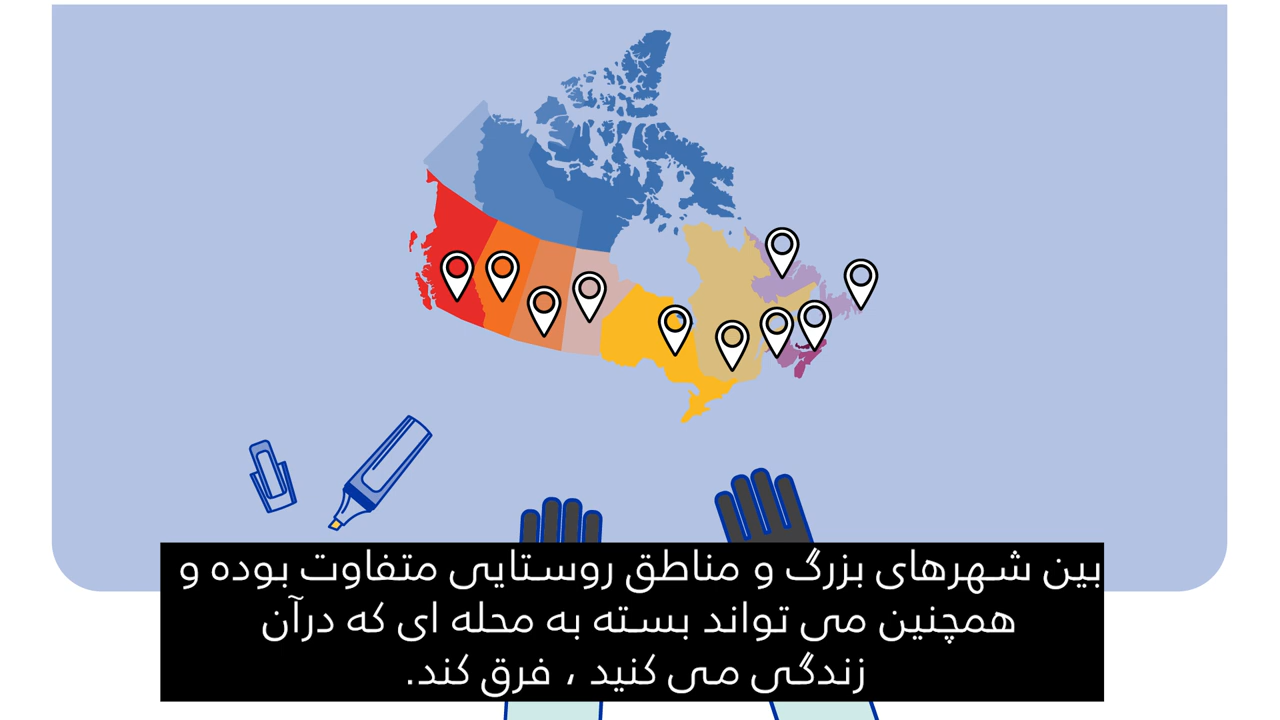 بین شهرهای بزرگ و مناطق روستایی متفاوت بوده و
همچنین می تواند بسته به محله ای که درآن
زندگی می کنید ، فرق کند.